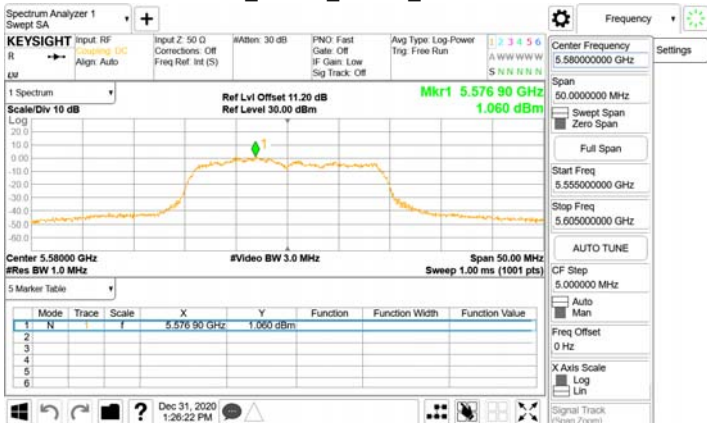 Spectrum Analyzer 1
Swept SA
+
Frequency
KEYSIGHT
R
Input: RF
Coupling: DC
Align: Auto
Input Z: 50 Ω
Corrections: Off
Freq Ref: Int (S)
#Atten: 30 dB
PNO: Fast
Gate: Off
IF Gain: Low
Sig Track: Off
Avg Type: Log-Power
Trig: Free Run
1 2 3 4 5 6
A W W W W W
S N N N N N
1 Spectrum
Scale/Div 10 dB
Ref Lvl Offset 11.20 dB
Ref Level 30.00 dBm
Mkr1 5.576 90 GHz
1.060 dBm
Log
20.0
10.0
0.00
-10.0
-20.0
-30.0
-40.0
-50.0
-60.0
1
Center 5.58000 GHz
#Res BW 1.0 MHz
#Video BW 3.0 MHz
Span 50.00 MHz
Sweep 1.00 ms (1001 pts)
5 Marker Table
Mode Trace Scale X Y Function Function Width Function Value
1 N 1 f 5.576 90 GHz 1.060 dBm
2
3
4
5
6
Dec 31, 2020
1:26:22 PM
Center Frequency
5.580000000 GHz
Settings
Span
50.0000000 MHz
Swept Span
Zero Span
Full Span
Start Freq
5.555000000 GHz
Stop Freq
5.605000000 GHz
AUTO TUNE
CF Step
5.000000 MHz
Auto
Man
Freq Offset
0 Hz
X Axis Scale
Log
Lin
Signal Track
(Span Zoom)